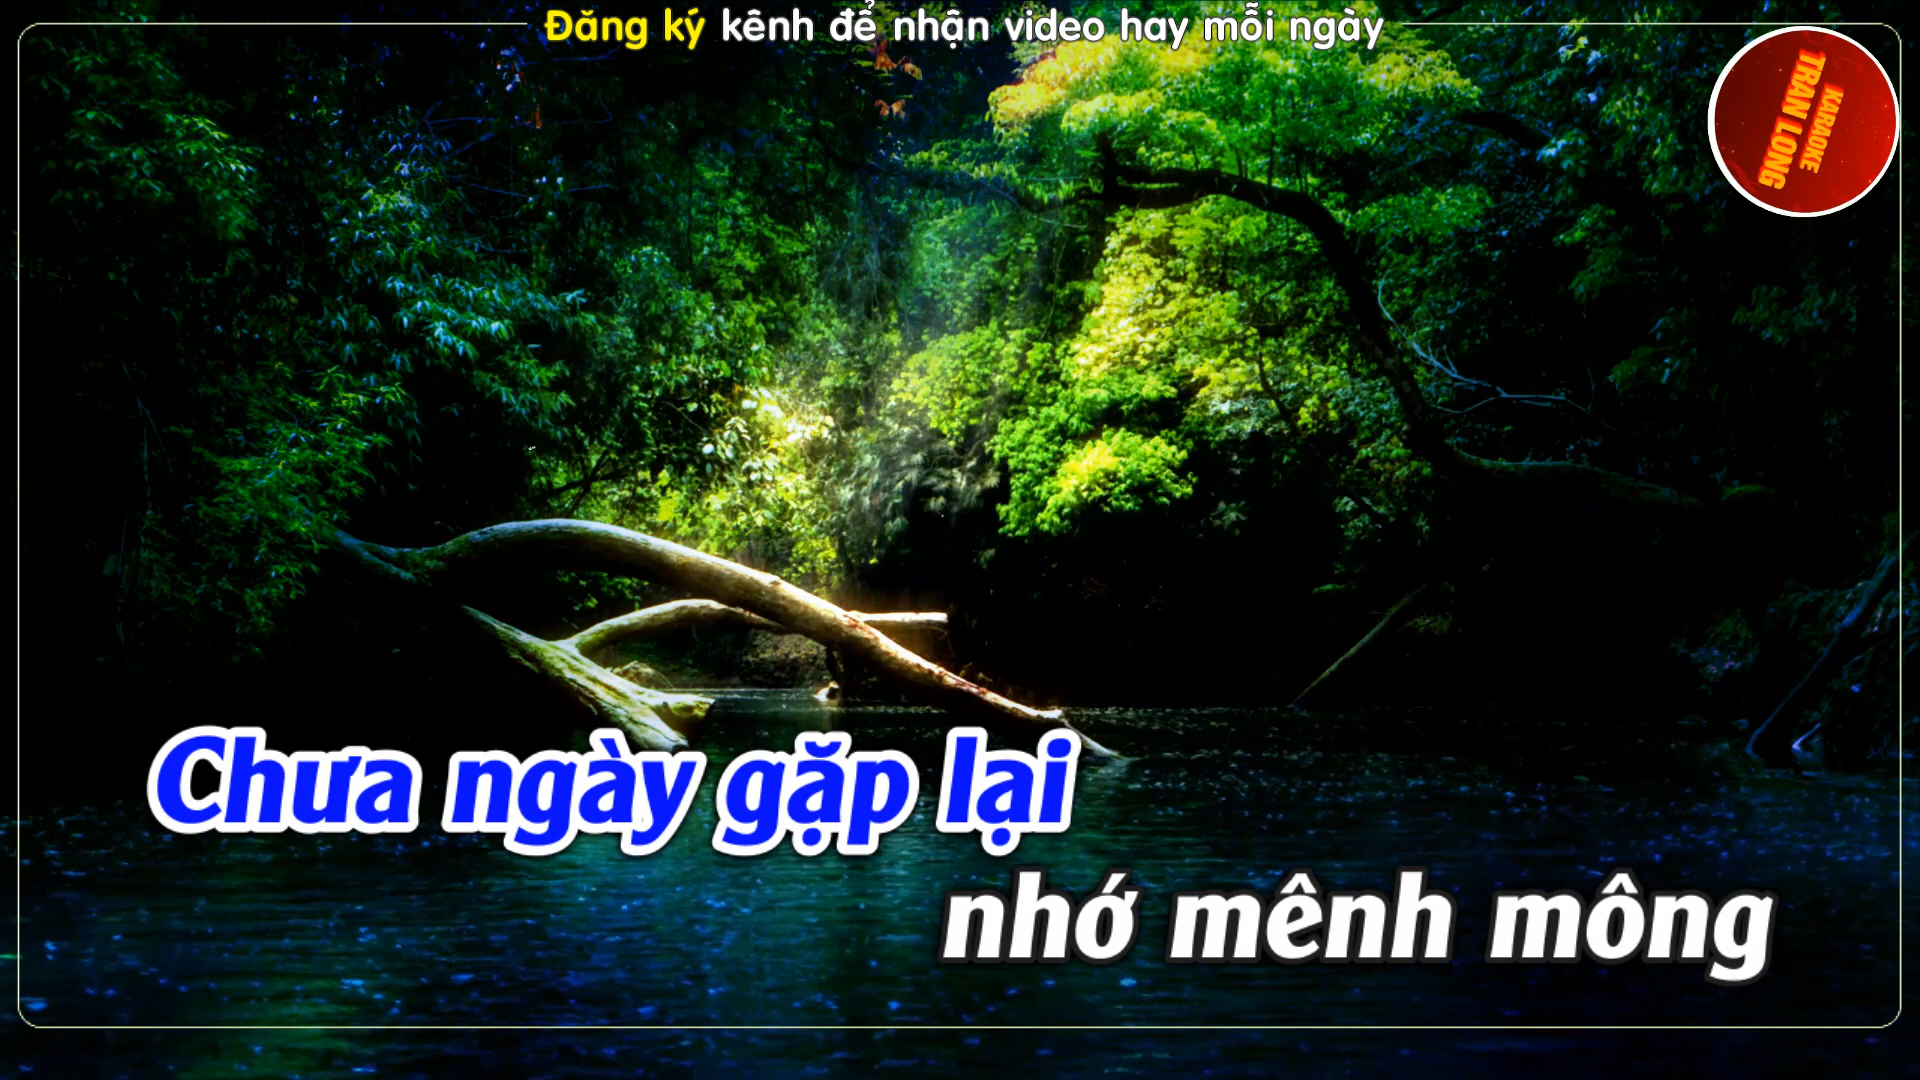 Đăng ký kênh để nhận video hay mỗi ngày
KARAOKE
TRAN LONG
Chưa ngày gặp lại
nhớ mênh mông